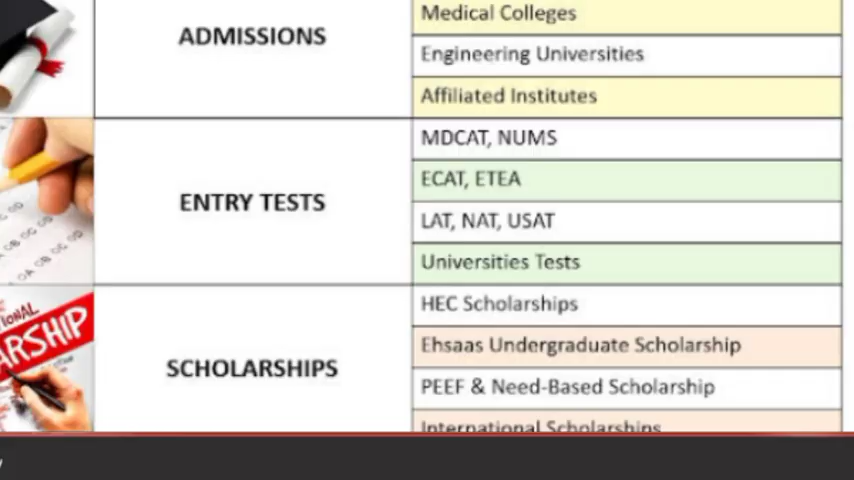 Medical Colleges
ADMISSIONS
Engineering Universities
Affiliated Institutes
MDCAT, NUMS
ECAT, ETEA
ENTRY TESTS
LAT, NAT, USAT
Universities Tests
HEC Scholarships
Ehsaas Undergraduate Scholarship
SCHOLARSHIPS
PEEF & Need-Based Scholarship
International Scholarships